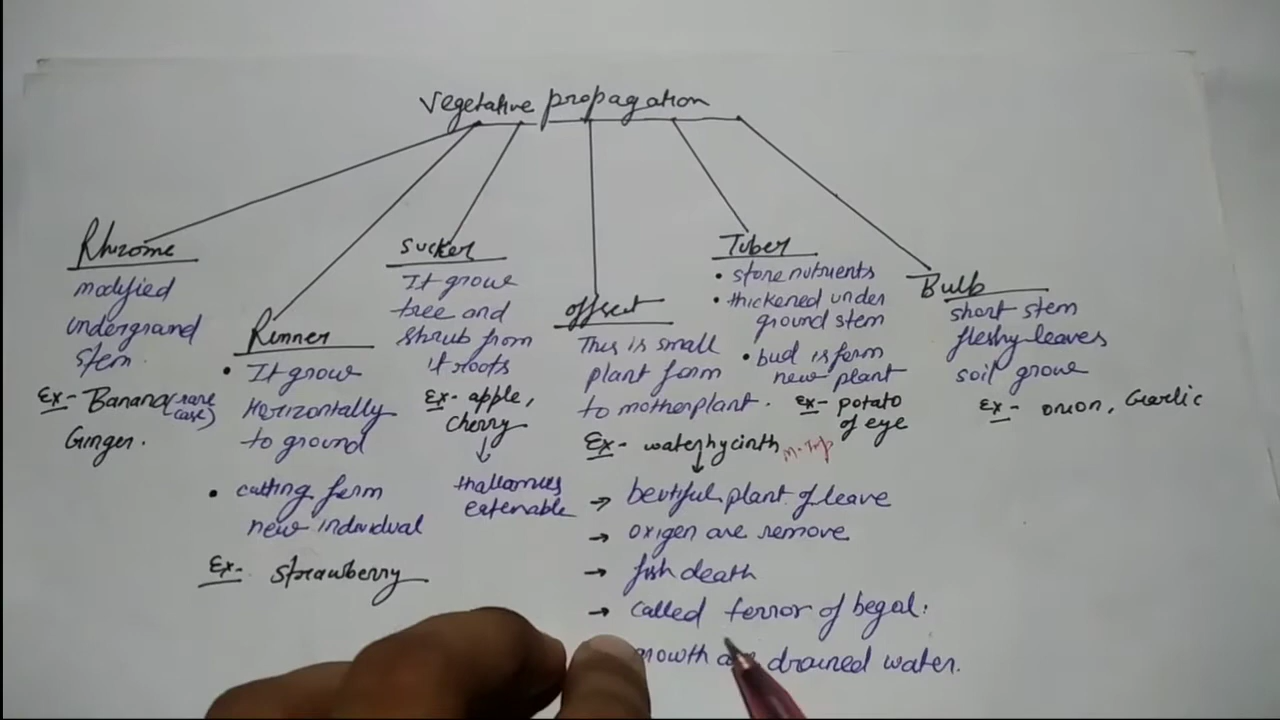 Vegetative propagation
Rhizome
modified
underground
stem.
Ex- Banana (rare
case)
Ginger.
Runner
• It grow
Horizontally
to ground
• cutting form
new individual
Ex- strawberry
Sucker
It grow
tree and
shrub from
it roots
Ex- apple,
cherry
↓
thallamus
eatenable
offset
This is small
plant form
to motherplant.
Ex- waterhycinth m. Imp
↓
→ beutiful plant of leave
→ oxigen are remove
→ fish death
→ called terror of begal.
growth drained water.
Tuber
• store nutrients
• thickened under
ground stem
• bud is form
new plant
Ex- potato
of eye
Bulb
short stem
fleshy leaves
soil grow
Ex- onion, Garlic